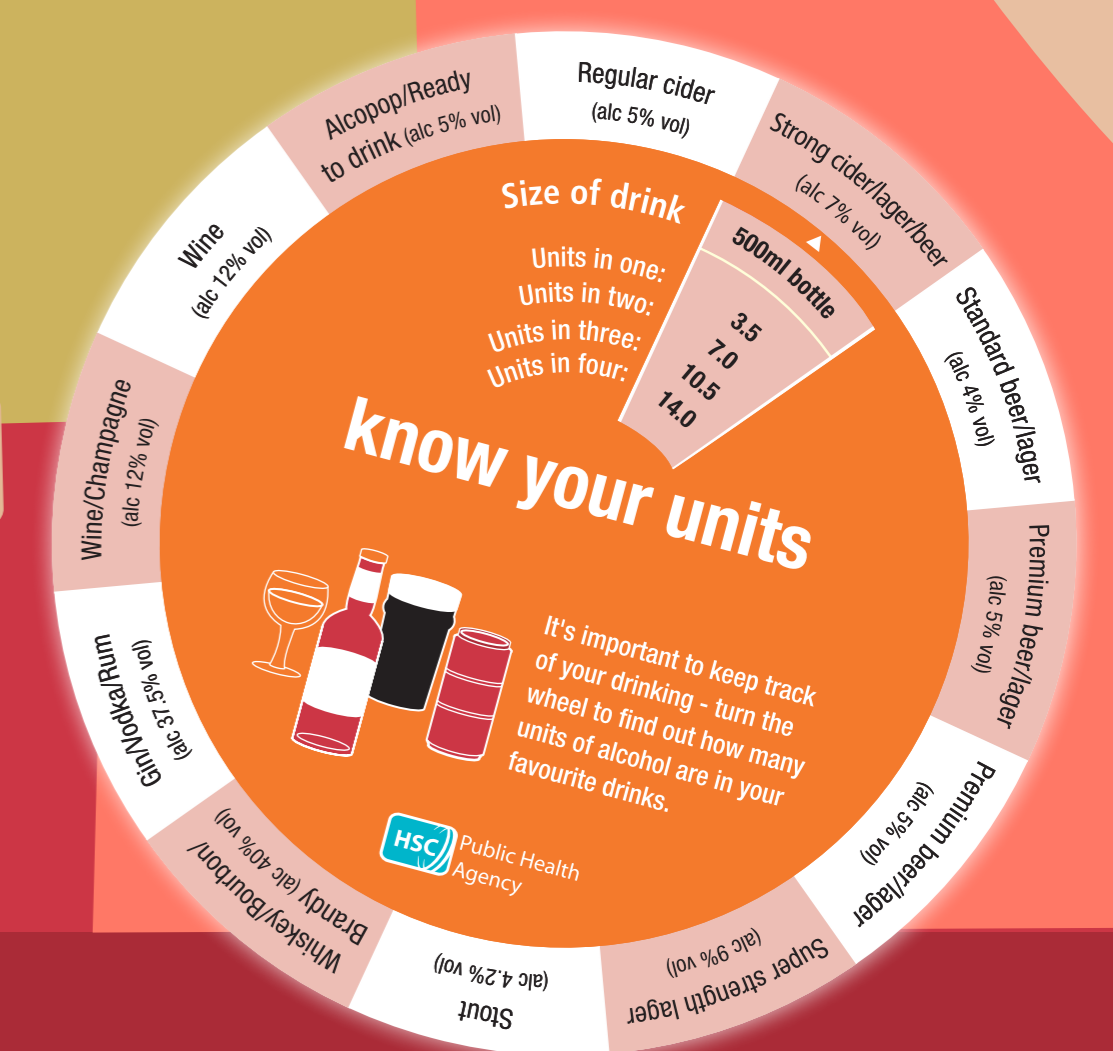 Regular cider
(alc 5% vol)
Strong cider/lager/beer
(alc 7% vol)
Standard beer/lager
(alc 4% vol)
Premium beer/lager
(alc 5% vol)
Premium beer/lager
(alc 5% vol)
Super strength lager
(alc 9% vol)
Stout
(alc 4.2% vol)
Whiskey/Bourbon/
Brandy (alc 40% vol)
Gin/Vodka/Rum
(alc 37.5% vol)
Wine/Champagne
(alc 12% vol)
Wine
(alc 12% vol)
Alcopop/Ready
to drink (alc 5% vol)
Size of drink
500ml bottle
Units in one: 3.5
Units in two: 7.0
Units in three: 10.5
Units in four: 14.0
know your units
It's important to keep track
of your drinking - turn the
wheel to find out how many
units of alcohol are in your
favourite drinks.
HSC Public Health
Agency